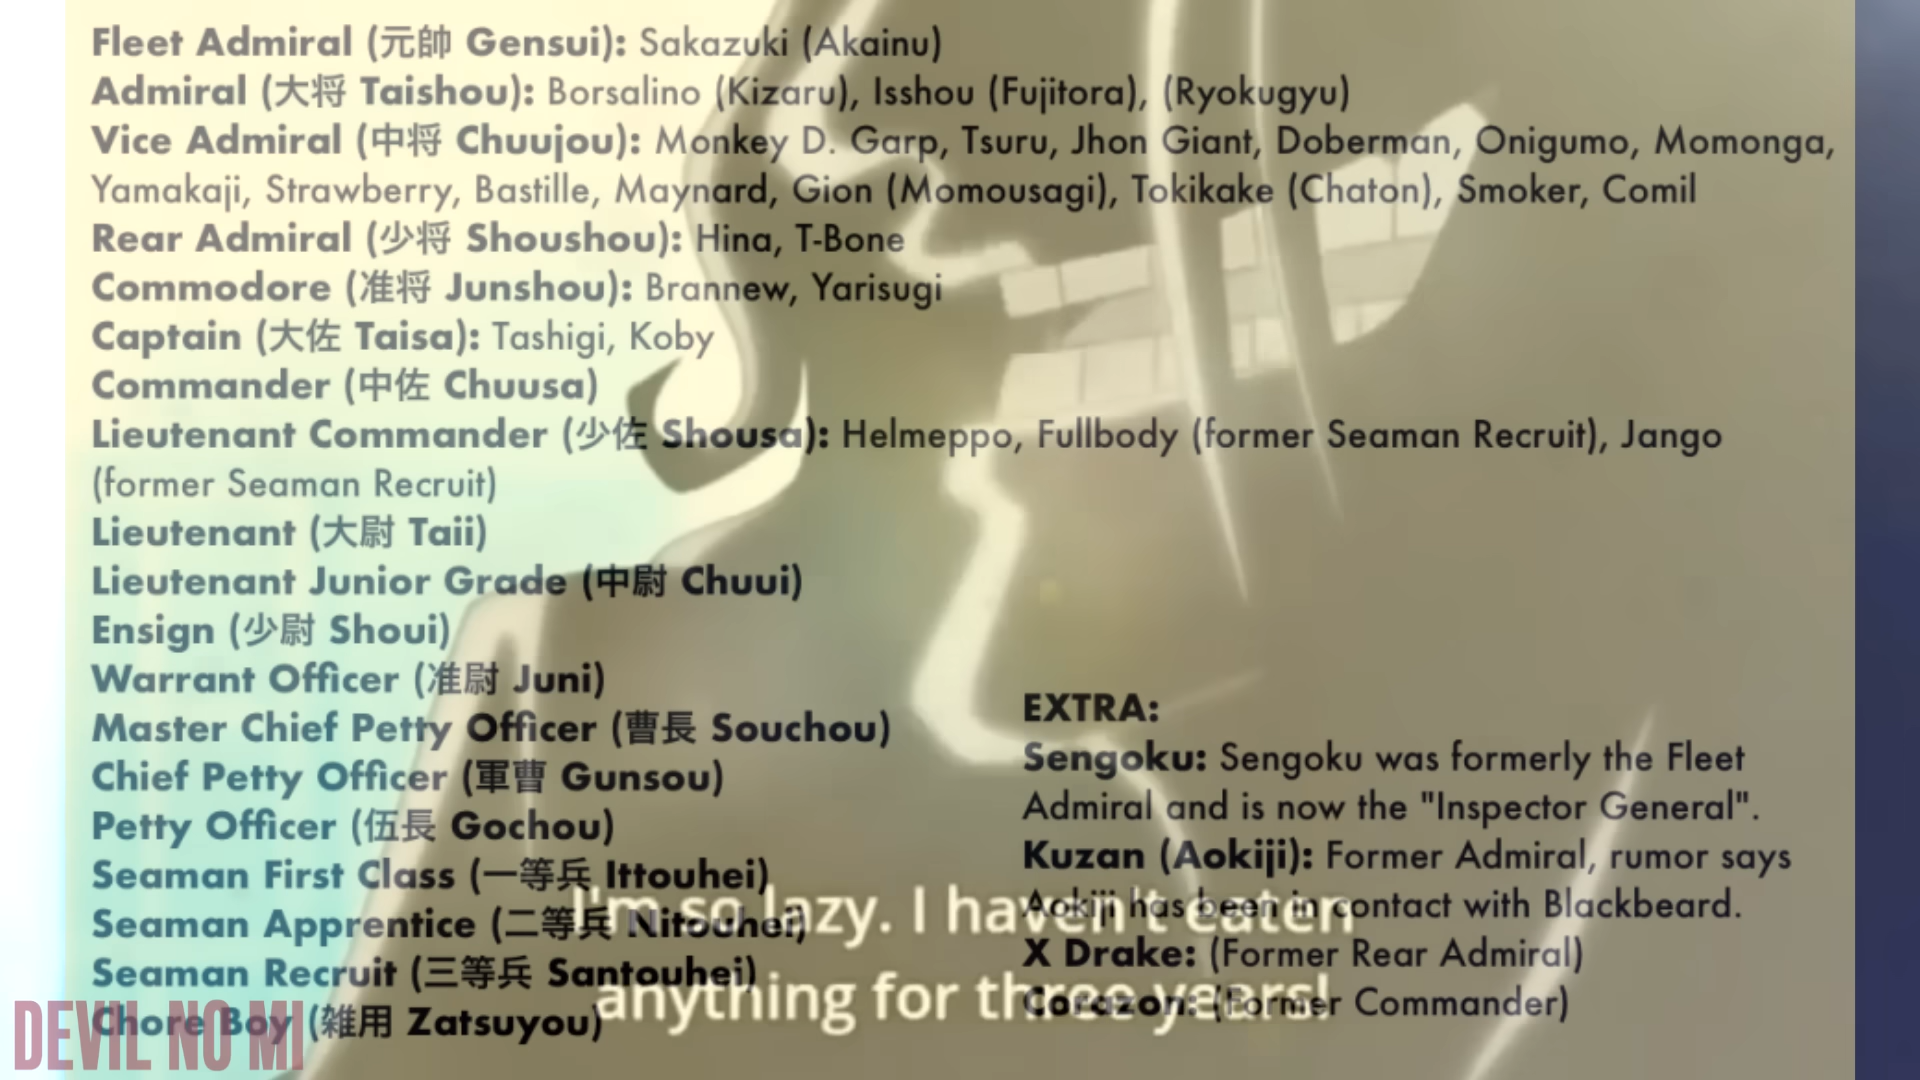 Fleet Admiral (元帥 Gensui): Sakazuki (Akainu)
Admiral (大将 Taishou): Borsalino (Kizaru), Isshou (Fujitora), (Ryokugyu)
Vice Admiral (中将 Chuujou): Monkey D. Garp, Tsuru, Jhon Giant, Doberman, Onigumo, Momonga,
Yamakaji, Strawberry, Bastille, Maynard, Gion (Momousagi), Tokikake (Chaton), Smoker, Comil
Rear Admiral (少将 Shoushou): Hina, T-Bone
Commodore (准将 Junshou): Brannew, Yarisugi
Captain (大佐 Taisa): Tashigi, Koby
Commander (中佐 Chuusa)
Lieutenant Commander (少佐 Shousa): Helmeppo, Fullbody (former Seaman Recruit), Jango
(former Seaman Recruit)
Lieutenant (大尉 Taii)
Lieutenant Junior Grade (中尉 Chuui)
Ensign (少尉 Shoui)
Warrant Officer (准尉 Juni)
Master Chief Petty Officer (曹長 Souchou)
Chief Petty Officer (軍曹 Gunsou)
Petty Officer (伍長 Gochou)
Seaman First Class (一等兵 Ittouhei)
Seaman Apprentice (二等兵 Nitouhei)
Seaman Recruit (三等兵 Santouhei)
Chore Boy (雑用 Zatsuyou)
EXTRA:
Sengoku: Sengoku was formerly the Fleet
Admiral and is now the "Inspector General".
Kuzan (Aokiji): Former Admiral, rumor says
Aokiji has been in contact with Blackbeard.
X Drake: (Former Rear Admiral)
Corazon: (Former Commander)
I'm so lazy. I haven't eaten
anything for three years!
DEVIL NO MI